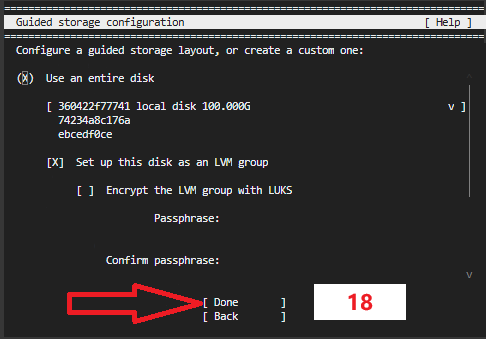 Guided storage configuration [ Help ]
Configure a guided storage layout, or create a custom one:
(X) Use an entire disk
[ 360422f77741 local disk 100.000G v ]
74234a8c176a
ebcedf0ce
[X] Set up this disk as an LVM group
[ ] Encrypt the LVM group with LUKS
Passphrase:
Confirm passphrase:
[ Done ]
18
[ Back ]